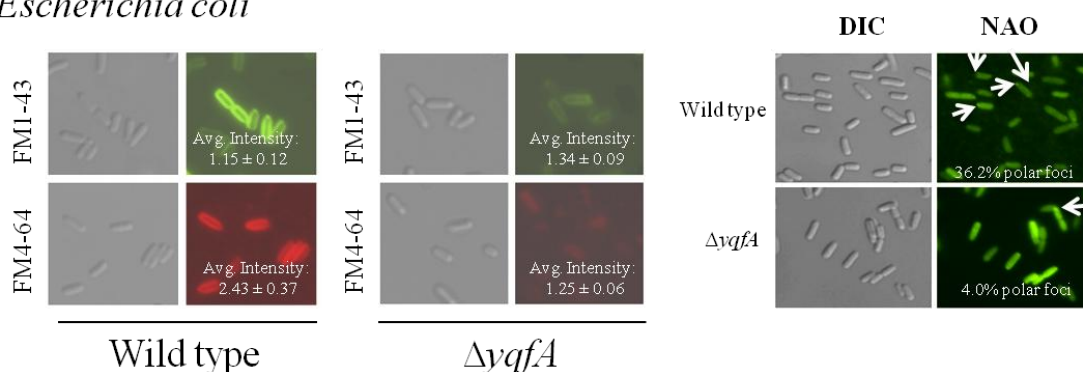 Escherichia coli
DIC NAO
FM1-43
Avg. Intensity:
1.15 ± 0.12
FM1-43
Avg. Intensity:
1.34 ± 0.09
Wild type
36.2% polar foci
FM4-64
Avg. Intensity:
2.43 ± 0.37
FM4-64
Avg. Intensity:
1.25 ± 0.06
ΔyqfA
4.0% polar foci
Wild type
ΔyqfA